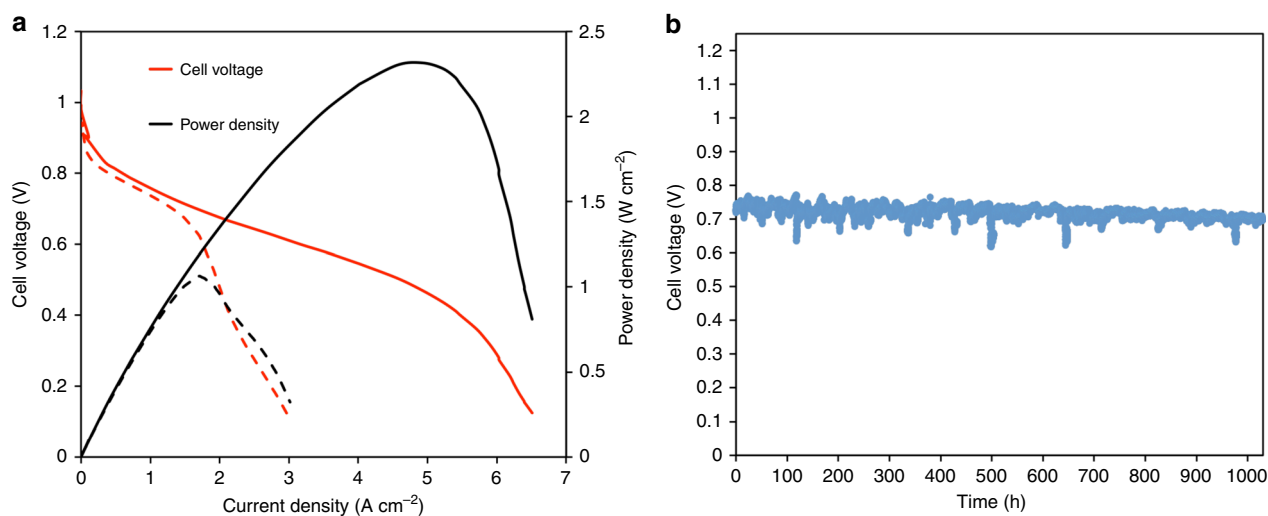 a
1.2
1
0.8
0.6
0.4
0.2
0
Cell voltage (V)
Cell voltage
Power density
2.5
2
1.5
1
0.5
0
Power density (W cm⁻²)
0 1 2 3 4 5 6 7
Current density (A cm⁻²)
b
1.2
1.1
1
0.9
0.8
0.7
0.6
0.5
0.4
0.3
0.2
0.1
0
Cell voltage (V)
0 100 200 300 400 500 600 700 800 900 1000
Time (h)